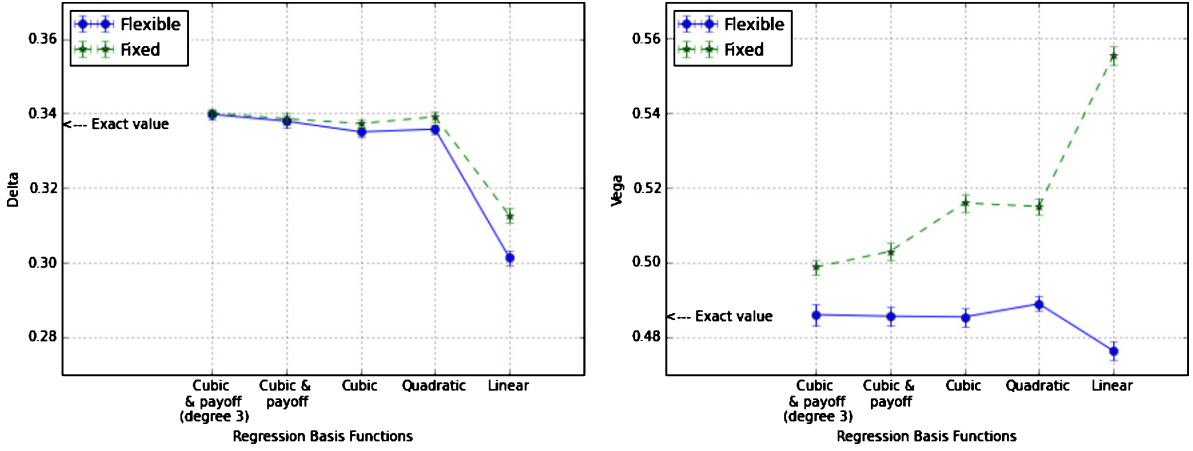 Flexible
Fixed
0.36
0.34
<--- Exact value
0.32
0.30
0.28
Delta
Cubic
& payoff
(degree 3)
Cubic &
payoff
Cubic
Quadratic
Linear
Regression Basis Functions
Flexible
Fixed
0.56
0.54
0.52
0.50
<--- Exact value
0.48
Vega
Cubic
& payoff
(degree 3)
Cubic &
payoff
Cubic
Quadratic
Linear
Regression Basis Functions